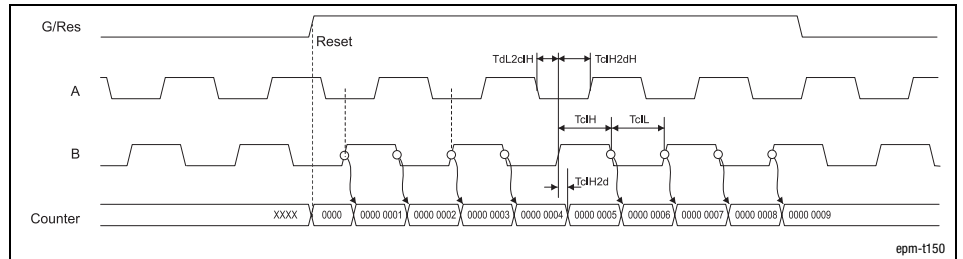 G/Res
Reset
TdL2clH TclH2dH
A
TclH TclL
B
TclH2d
Counter XXXX 0000 0000 0001 0000 0002 0000 0003 0000 0004 0000 0005 0000 0006 0000 0007 0000 0008 0000 0009
epm-t150